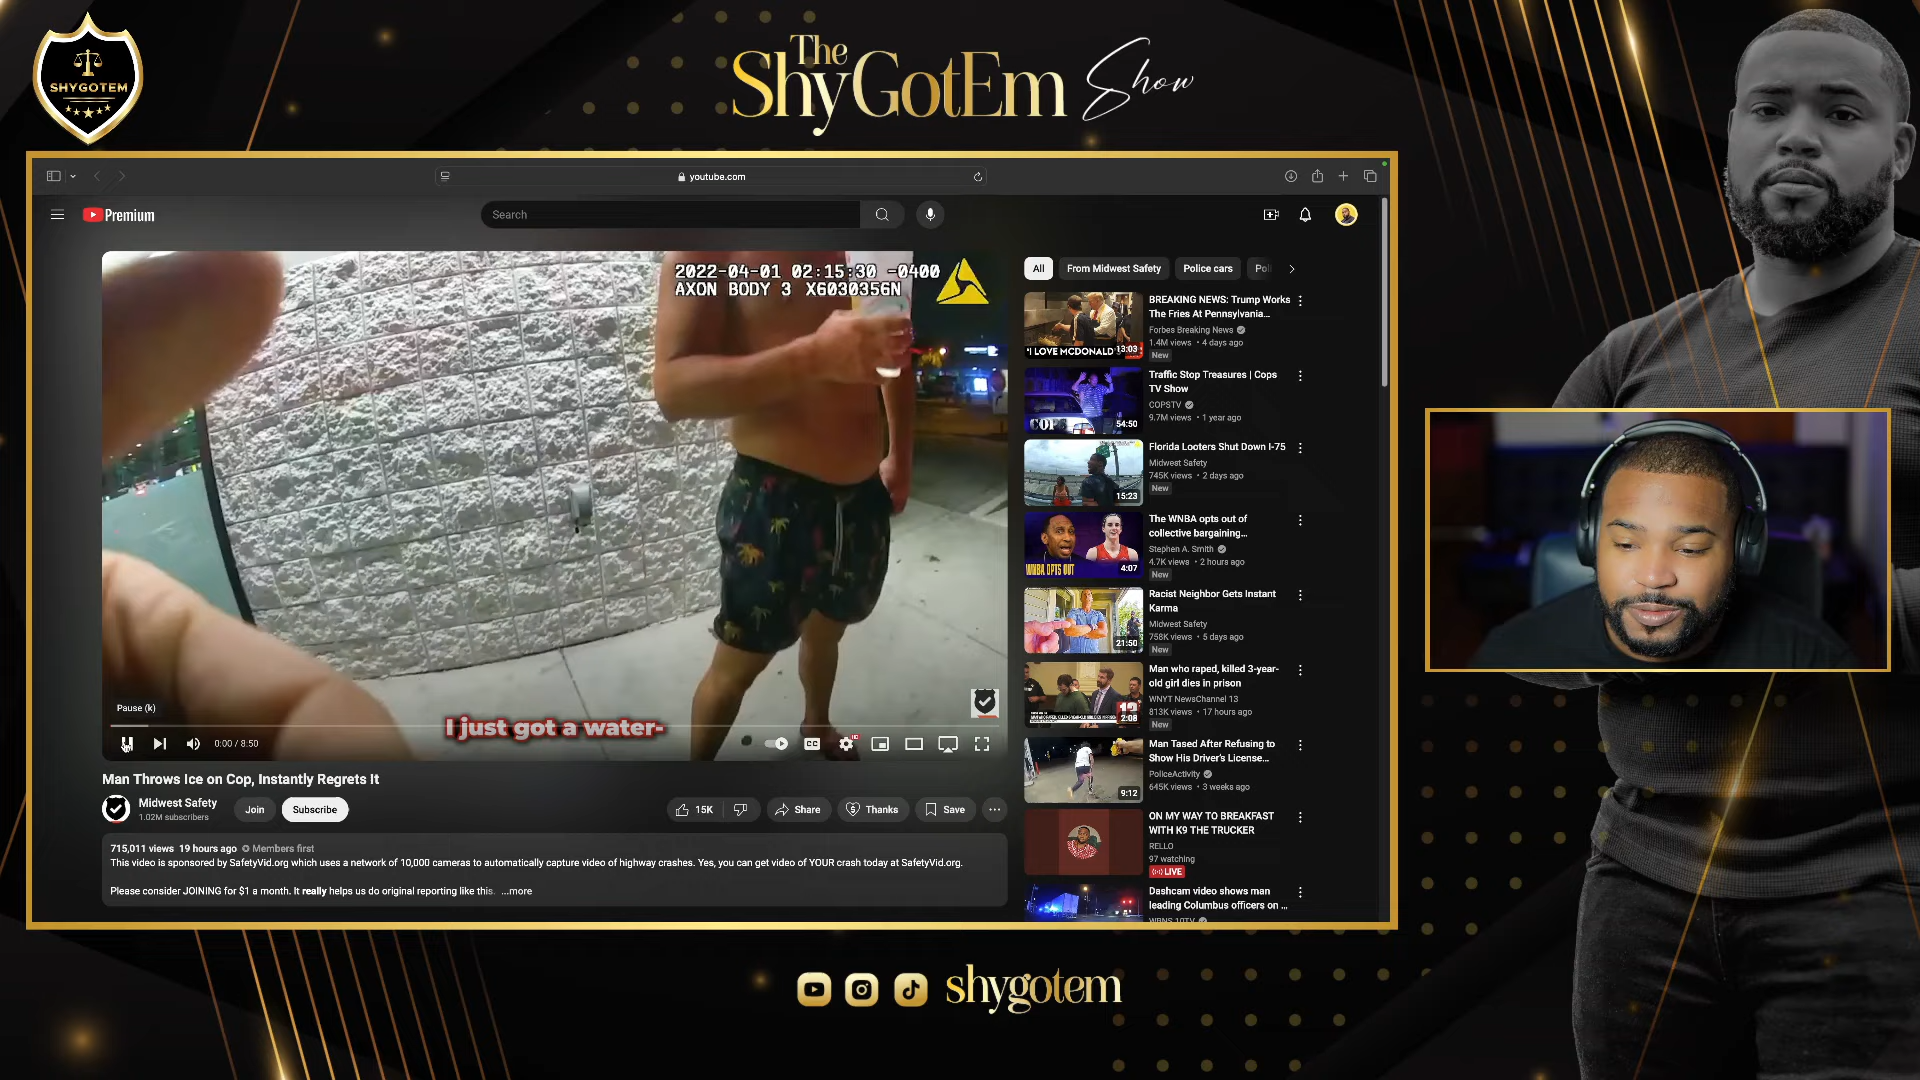 SHYGOTEM
The
ShyGotEm Show
youtube.com
Premium
Search
2022-04-01 02:15:30 -0400
AXON BODY 3 X6030356N
I just got a water-
Pause (k)
0:00 / 8:50
CC
HD
Man Throws Ice on Cop, Instantly Regrets It
Midwest Safety
1.02M subscribers
Join
Subscribe
15K
Share
Thanks
Save
715,011 views 19 hours ago Members first
This video is sponsored by SafetyVid.org which uses a network of 10,000 cameras to automatically capture video of highway crashes. Yes, you can get video of YOUR crash today at SafetyVid.org.
Please consider JOINING for $1 a month. It really helps us do original reporting like this. ...more
All
From Midwest Safety
Police cars
"I LOVE MCDONALD'
13:03
BREAKING NEWS: Trump Works
The Fries At Pennsylvania...
Forbes Breaking News
1.4M views • 4 days ago
New
COPS
54:50
Traffic Stop Treasures | Cops
TV Show
COPSTV
9.7M views • 1 year ago
15:23
Florida Looters Shut Down I-75
Midwest Safety
745K views • 2 days ago
New
WNBA OPTS OUT
4:07
The WNBA opts out of
collective bargaining...
Stephen A. Smith
4.7K views • 2 hours ago
New
21:50
Racist Neighbor Gets Instant
Karma
Midwest Safety
758K views • 5 days ago
New
13
2:08
Man who raped, killed 3-year-
old girl dies in prison
WNYT NewsChannel 13
813K views • 17 hours ago
New
9:12
Man Tased After Refusing to
Show His Driver's License...
PoliceActivity
645K views • 3 weeks ago
ON MY WAY TO BREAKFAST
WITH K9 THE TRUCKER
RELLO
97 watching
LIVE
Dashcam video shows man
leading Columbus officers on ...
WBNS 10TV
shygotem